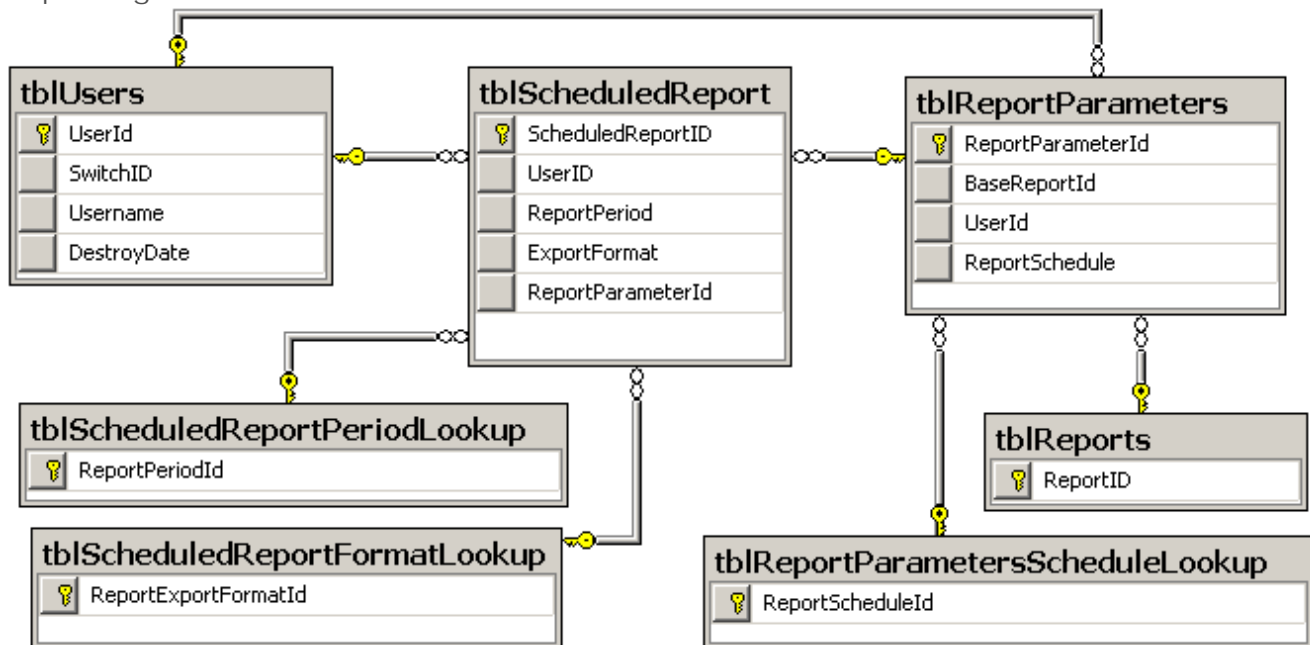 tblUsers
UserId
SwitchID
Username
DestroyDate
tblScheduledReport
ScheduledReportID
UserID
ReportPeriod
ExportFormat
ReportParameterId
tblReportParameters
ReportParameterId
BaseReportId
UserId
ReportSchedule
tblScheduledReportPeriodLookup
ReportPeriodId
tblReports
ReportID
tblScheduledReportFormatLookup
ReportExportFormatId
tblReportParametersScheduleLookup
ReportScheduleId